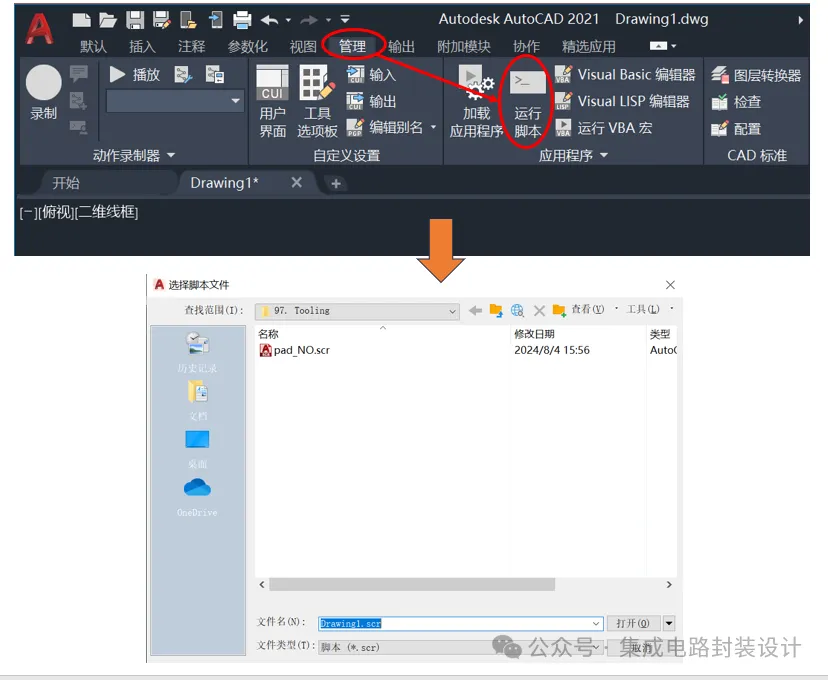 Autodesk AutoCAD 2021 Drawing1.dwg
默认 插入 注释 参数化 视图 管理 输出 附加模块 协作 精选应用
录制
播放
CUI
用户
界面
工具
选项板
输入
输出
编辑别名
加载
应用程序
运行
脚本
Visual Basic 编辑器
Visual LISP 编辑器
运行 VBA 宏
图层转换器
检查
配置
动作录制器 自定义设置 应用程序 CAD 标准
开始 Drawing1*
[−][俯视][二维线框]
选择脚本文件
查找范围(I): 97. Tooling 查看(V) 工具(L)
名称 修改日期 类型
pad_NO.scr 2024/8/4 15:56 Auto
历史记录
文档
桌面
OneDrive
文件名(N): Drawing1.scr 打开(O)
文件类型(T): 脚本 (*.scr) 取消
公众号 · 集成电路封装设计